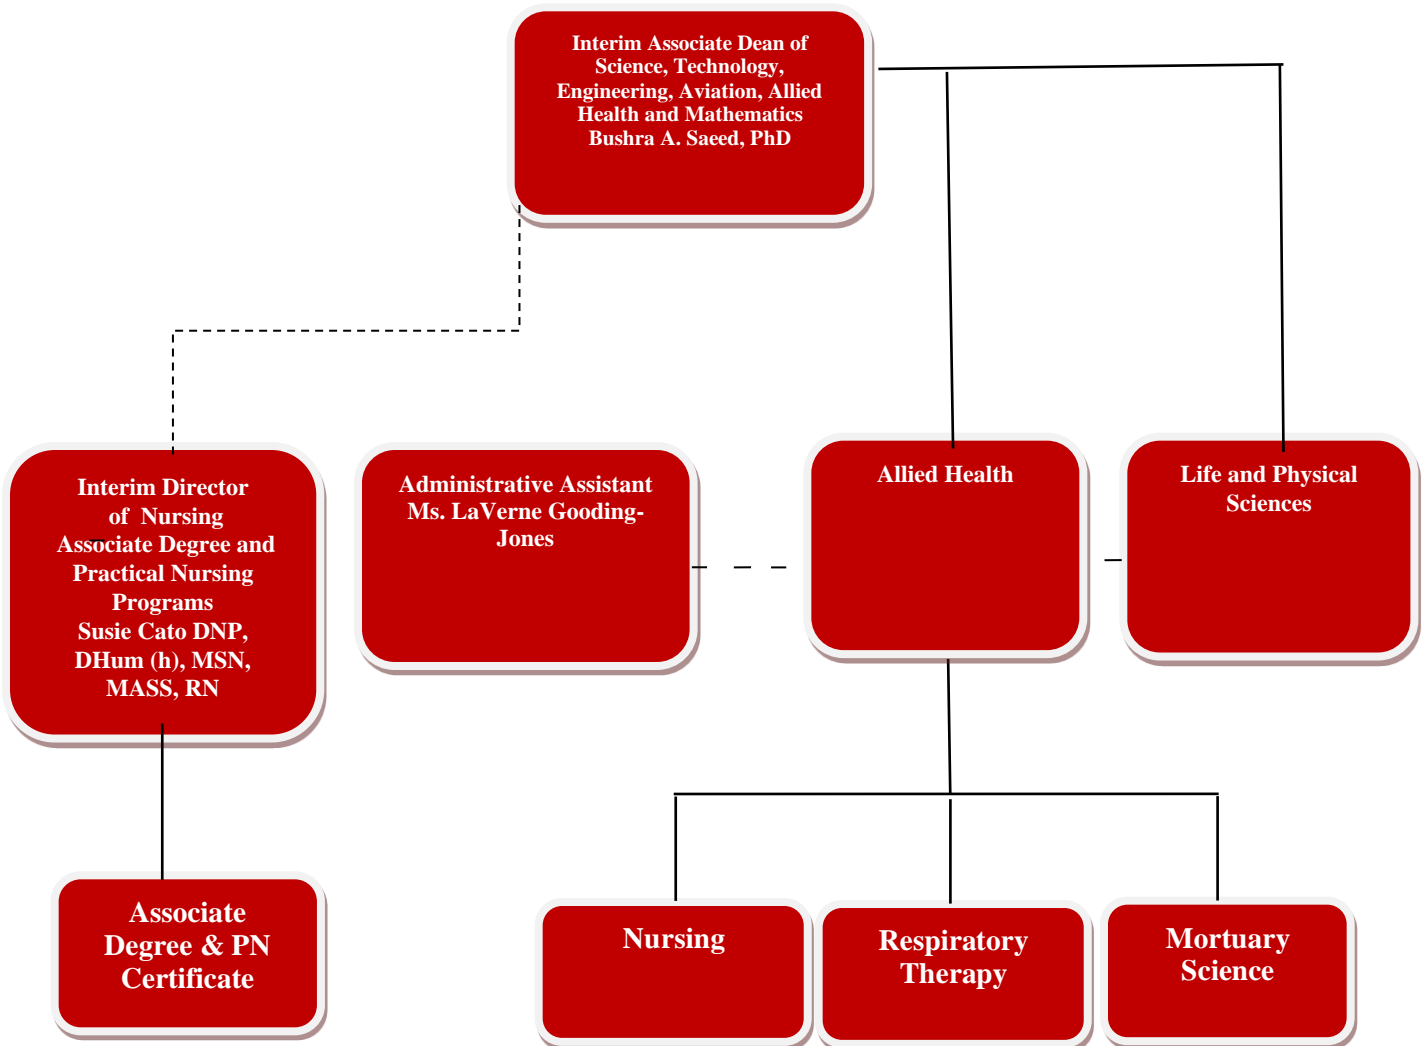 Interim Associate Dean of
Science, Technology,
Engineering, Aviation, Allied
Health and Mathematics
Bushra A. Saeed, PhD
Interim Director
of Nursing
Associate Degree and
Practical Nursing
Programs
Susie Cato DNP,
DHum (h), MSN,
MASS, RN
Administrative Assistant
Ms. LaVerne Gooding-
Jones
Allied Health
Life and Physical
Sciences
Associate
Degree & PN
Certificate
Nursing
Respiratory
Therapy
Mortuary
Science